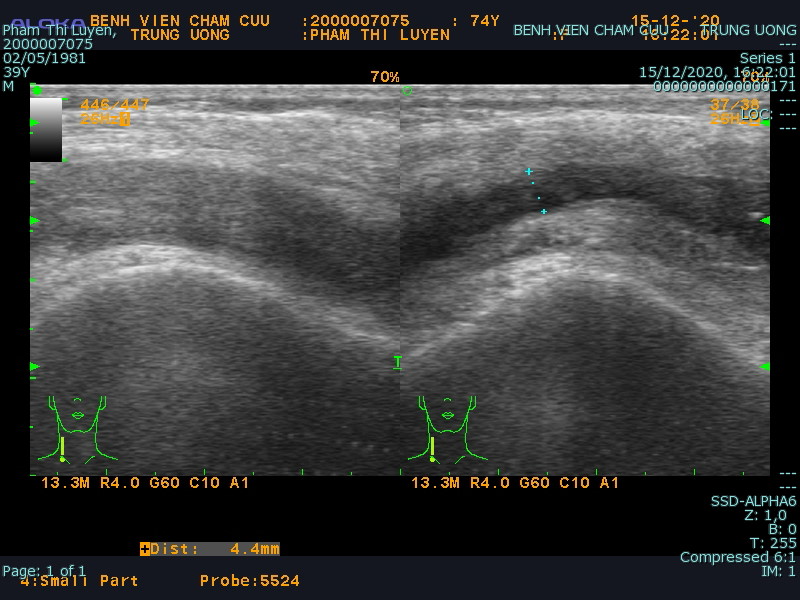 ALOKA BENH VIEN CHAM CUU :2000007075 : 74Y 15-12-'20
TRUNG UONG :PHAM THI LUYEN :F 16:22:01
Pham Thi Luyen,
2000007075
02/05/1981
39Y
M
BENH VIEN CHAM CUU TRUNG UONG
---
Series 1
15/12/2020, 16:22:01
0000000000000171
---
LOC: ---
---
70%
70%
446/447
37/38
13.3M R4.0 G60 C10 A1
13.3M R4.0 G60 C10 A1
---
---
SSD-ALPHA6
Z: 1,0
B: 0
T: 255
Compressed 6:1
IM: 1
+Dist: 4.4mm
Page: 1 of 1
4:Small Part Probe:5524